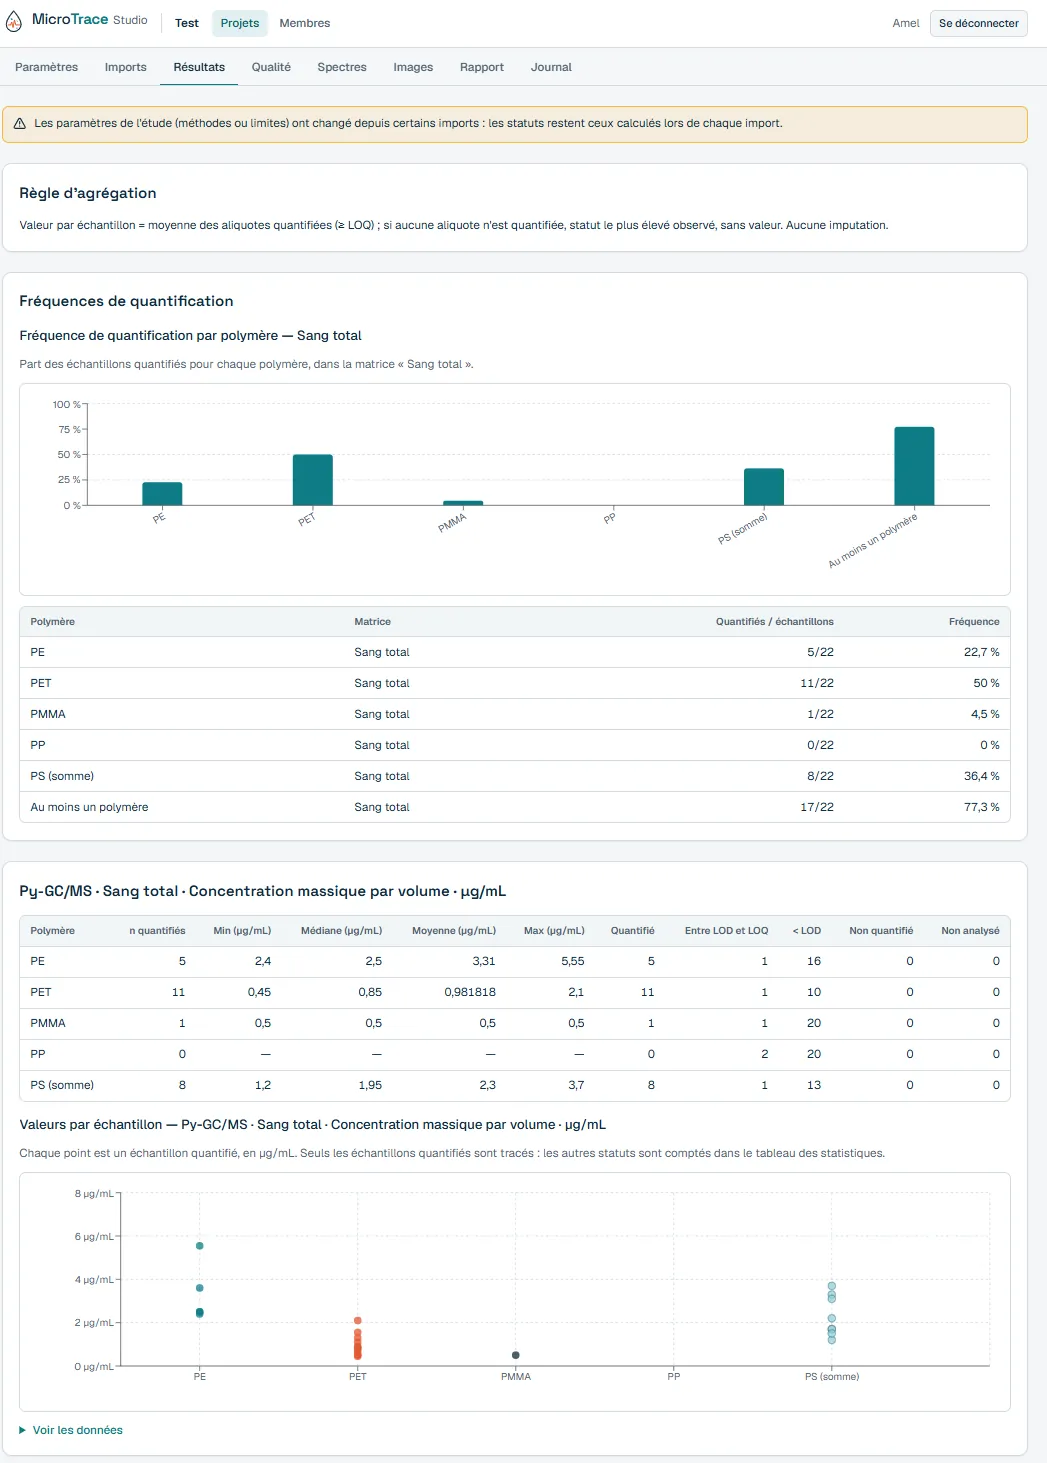 MicroTrace Studio Test Projets Membres Amel Se déconnecter
Paramètres Imports Résultats Qualité Spectres Images Rapport Journal
Les paramètres de l'étude (méthodes ou limites) ont changé depuis certains imports : les statuts restent ceux calculés lors de chaque import.
Règle d'agrégation
Valeur par échantillon = moyenne des aliquotes quantifiées (≥ LOQ) ; si aucune aliquote n'est quantifiée, statut le plus élevé observé, sans valeur. Aucune imputation.
Fréquences de quantification
Fréquence de quantification par polymère — Sang total
Part des échantillons quantifiés pour chaque polymère, dans la matrice « Sang total ».
100 %
75 %
50 %
25 %
0 %
PE PET PMMA PP PS (somme) Au moins un polymère
Polymère Matrice Quantifiés / échantillons Fréquence
PE Sang total 5/22 22,7 %
PET Sang total 11/22 50 %
PMMA Sang total 1/22 4,5 %
PP Sang total 0/22 0 %
PS (somme) Sang total 8/22 36,4 %
Au moins un polymère Sang total 17/22 77,3 %
Py-GC/MS · Sang total · Concentration massique par volume · µg/mL
Polymère n quantifiés Min (µg/mL) Médiane (µg/mL) Moyenne (µg/mL) Max (µg/mL) Quantifié Entre LOD et LOQ < LOD Non quantifié Non analysé
PE 5 2,4 2,5 3,31 5,55 5 1 16 0 0
PET 11 0,45 0,85 0,981818 2,1 11 1 10 0 0
PMMA 1 0,5 0,5 0,5 0,5 1 1 20 0 0
PP 0 — — — — 0 2 20 0 0
PS (somme) 8 1,2 1,95 2,3 3,7 8 1 13 0 0
Valeurs par échantillon — Py-GC/MS · Sang total · Concentration massique par volume · µg/mL
Chaque point est un échantillon quantifié, en µg/mL. Seuls les échantillons quantifiés sont tracés : les autres statuts sont comptés dans le tableau des statistiques.
8 µg/mL
6 µg/mL
4 µg/mL
2 µg/mL
0 µg/mL
PE PET PMMA PP PS (somme)
Voir les données